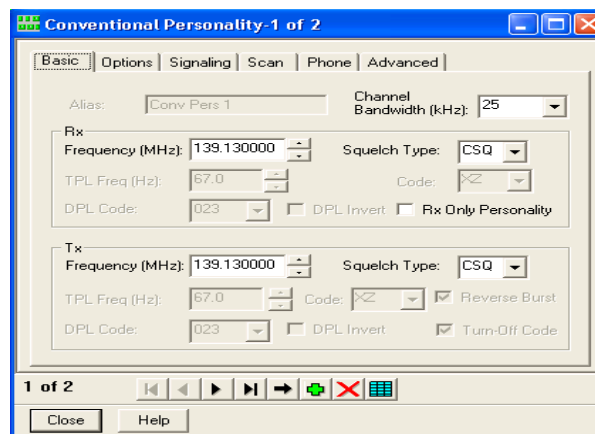 Conventional Personality-1 of 2
Basic Options Signaling Scan Phone Advanced
Alias: Conv Pers 1 Channel Bandwidth (kHz): 25
Rx
Frequency (MHz): 139.130000 Squelch Type: CSQ
TPL Freq (Hz): 67.0 Code: XZ
DPL Code: 023 DPL Invert Rx Only Personality
Tx
Frequency (MHz): 139.130000 Squelch Type: CSQ
TPL Freq (Hz): 67.0 Code: XZ Reverse Burst
DPL Code: 023 DPL Invert Turn-Off Code
1 of 2
Close Help